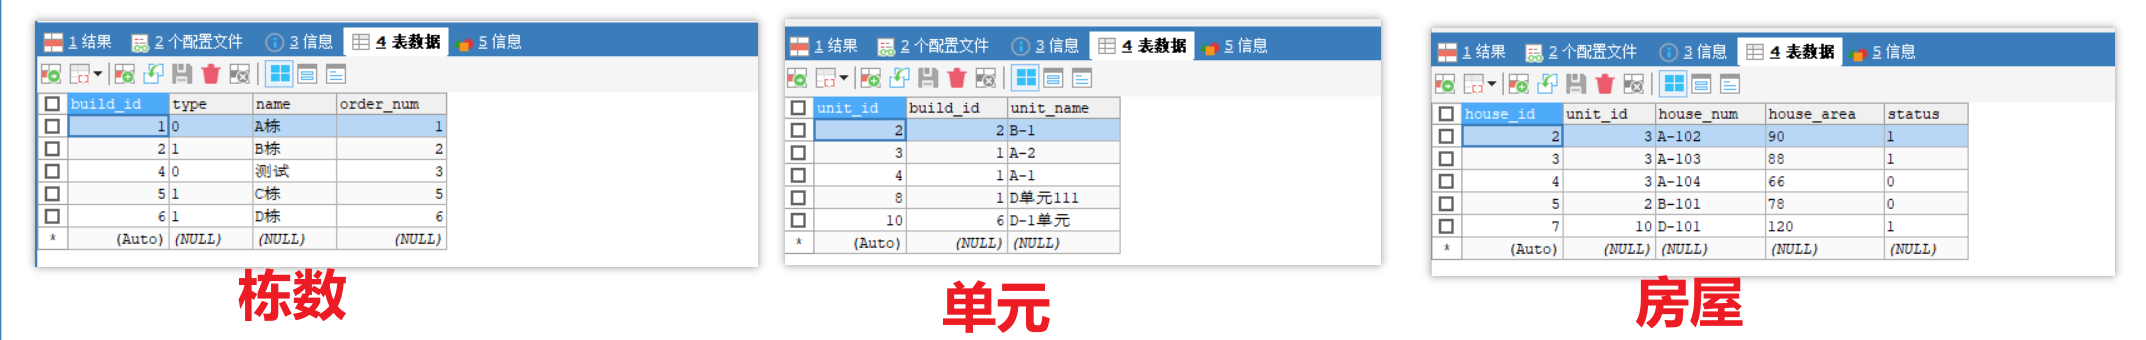 1 结果 2 个配置文件 3 信息 4 表数据 5 信息
build_id type name order_num
1 0 A栋 1
2 1 B栋 2
4 0 测试 3
5 1 C栋 5
6 1 D栋 6
* (Auto) (NULL) (NULL) (NULL)
栋数
1 结果 2 个配置文件 3 信息 4 表数据 5 信息
unit_id build_id unit_name
2 2 B-1
3 1 A-2
4 1 A-1
8 1 D单元111
10 6 D-1单元
* (Auto) (NULL) (NULL)
单元
1 结果 2 个配置文件 3 信息 4 表数据 5 信息
house_id unit_id house_num house_area status
2 3 A-102 90 1
3 3 A-103 88 1
4 3 A-104 66 0
5 2 B-101 78 0
7 10 D-101 120 1
* (Auto) (NULL) (NULL) (NULL) (NULL)
房屋